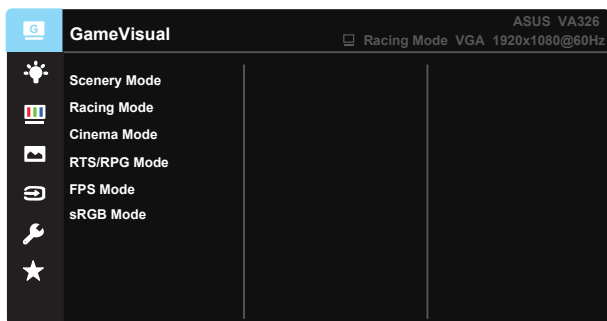 G
GameVisual
ASUS VA326
Racing Mode VGA 1920x1080@60Hz
Scenery Mode
Racing Mode
Cinema Mode
RTS/RPG Mode
FPS Mode
sRGB Mode